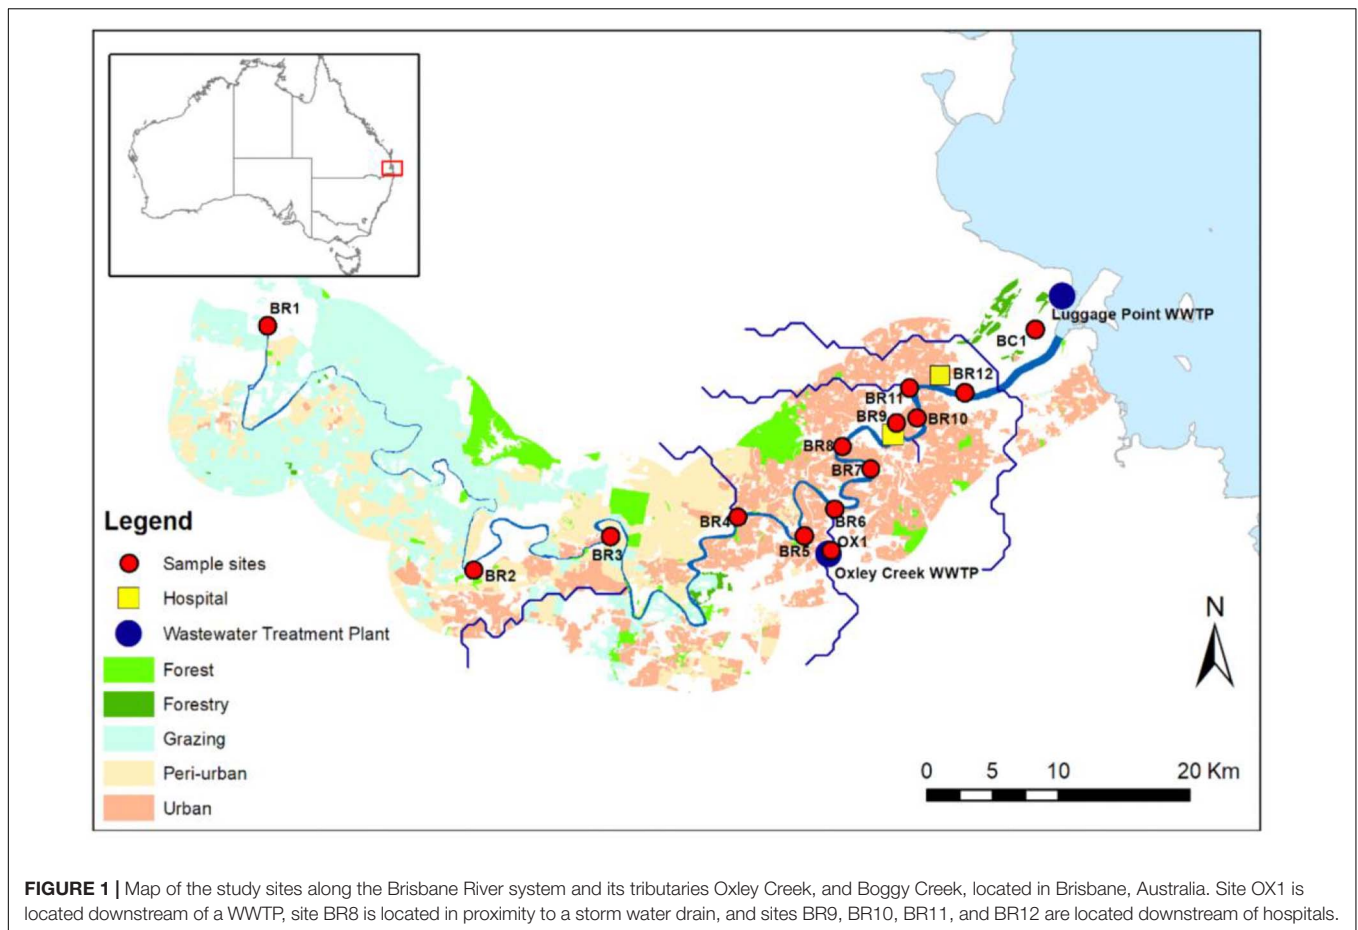 BR1
Luggage Point WWTP
BC1
BR12
BR11
BR9
BR10
BR8
BR7
BR4
BR6
BR5
OX1
BR3
BR2
Oxley Creek WWTP
Legend
Sample sites
Hospital
Wastewater Treatment Plant
Forest
Forestry
Grazing
Peri-urban
Urban
N
0 5 10 20 Km
FIGURE 1 | Map of the study sites along the Brisbane River system and its tributaries Oxley Creek, and Boggy Creek, located in Brisbane, Australia. Site OX1 is
located downstream of a WWTP, site BR8 is located in proximity to a storm water drain, and sites BR9, BR10, BR11, and BR12 are located downstream of hospitals.